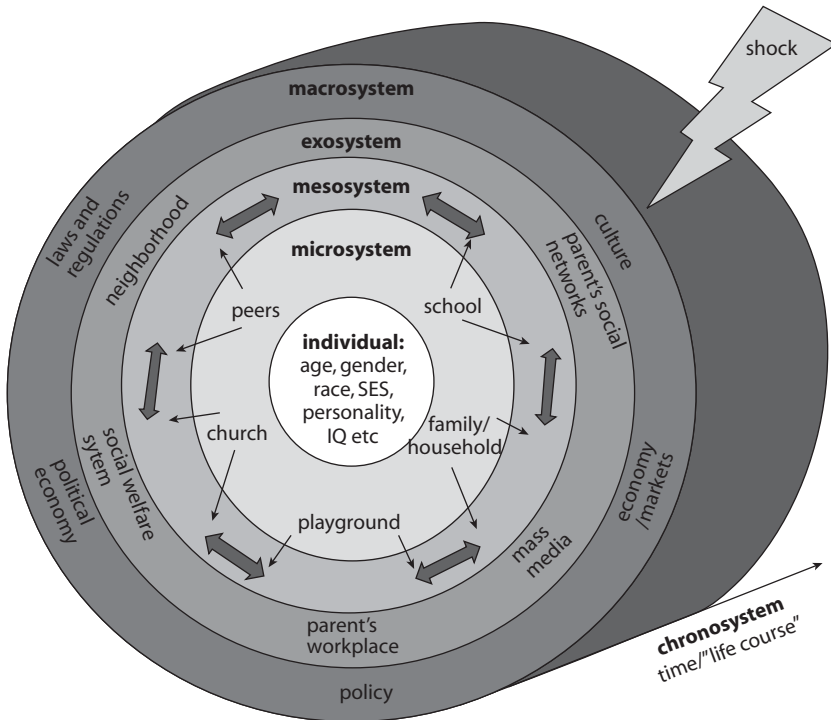 shock
macrosystem
exosystem
mesosystem
microsystem
laws and
regulations
neighborhood
culture
parent's social
networks
peers
school
individual:
age, gender,
race, SES,
personality,
IQ etc
church
family/
household
social welfare
sytem
political
economy
economy
/markets
playground
mass
media
parent's
workplace
policy
chronosystem
time/"life course"